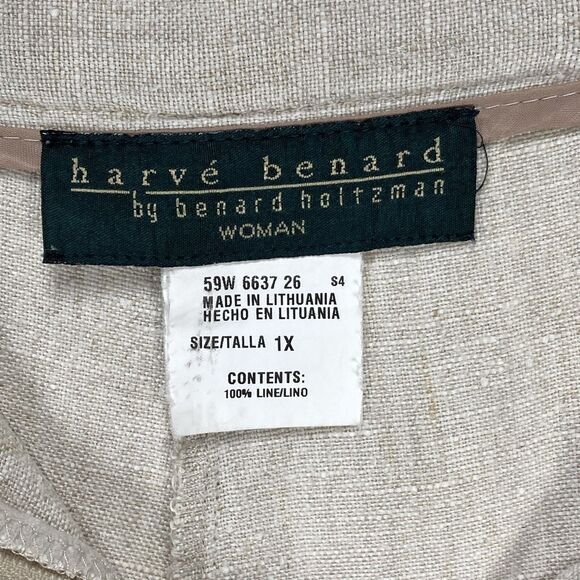 harvé benard
by benard holtzman
WOMAN
59W 6637 26 S4
MADE IN LITHUANIA
HECHO EN LITUANIA
SIZE/TALLA 1X
CONTENTS:
100% LINE/LINO